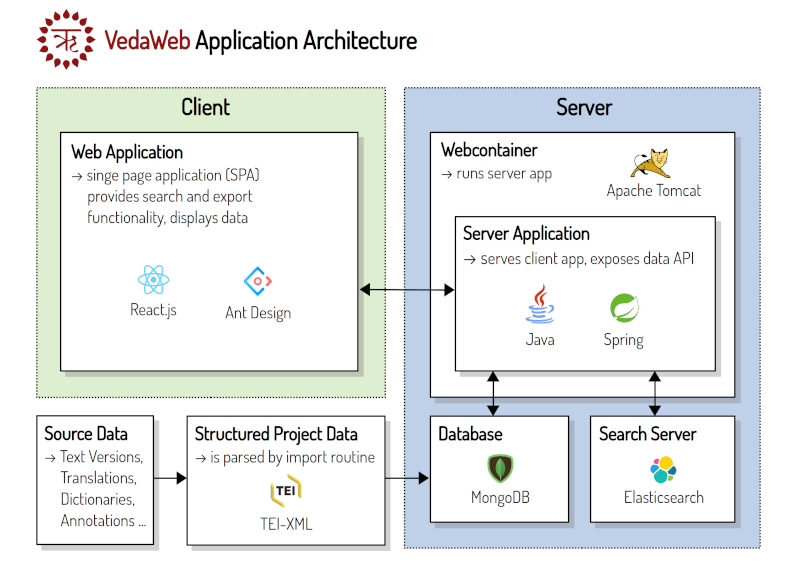 ऋ
VedaWeb Application Architecture
Client
Web Application
→ singe page application (SPA)
provides search and export
functionality, displays data
React.js
Ant Design
Server
Webcontainer
→ runs server app
Apache Tomcat
Server Application
→ serves client app, exposes data API
Java
Spring
Source Data
→ Text Versions,
Translations,
Dictionaries,
Annotations ...
Structured Project Data
→ is parsed by import routine
TEI
TEI-XML
Database
MongoDB
Search Server
Elasticsearch